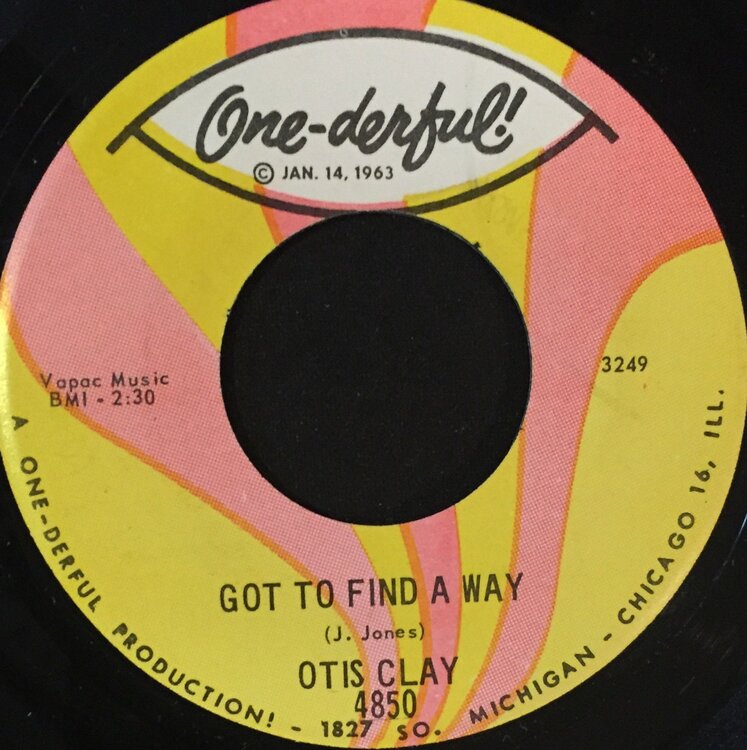 One-derful!
© JAN. 14, 1963
Vapac Music
BMI - 2:30
3249
GOT TO FIND A WAY
(J. Jones)
OTIS CLAY
4850
A ONE-DERFUL PRODUCTION! - 1827 SO. MICHIGAN - CHICAGO 16, ILL.